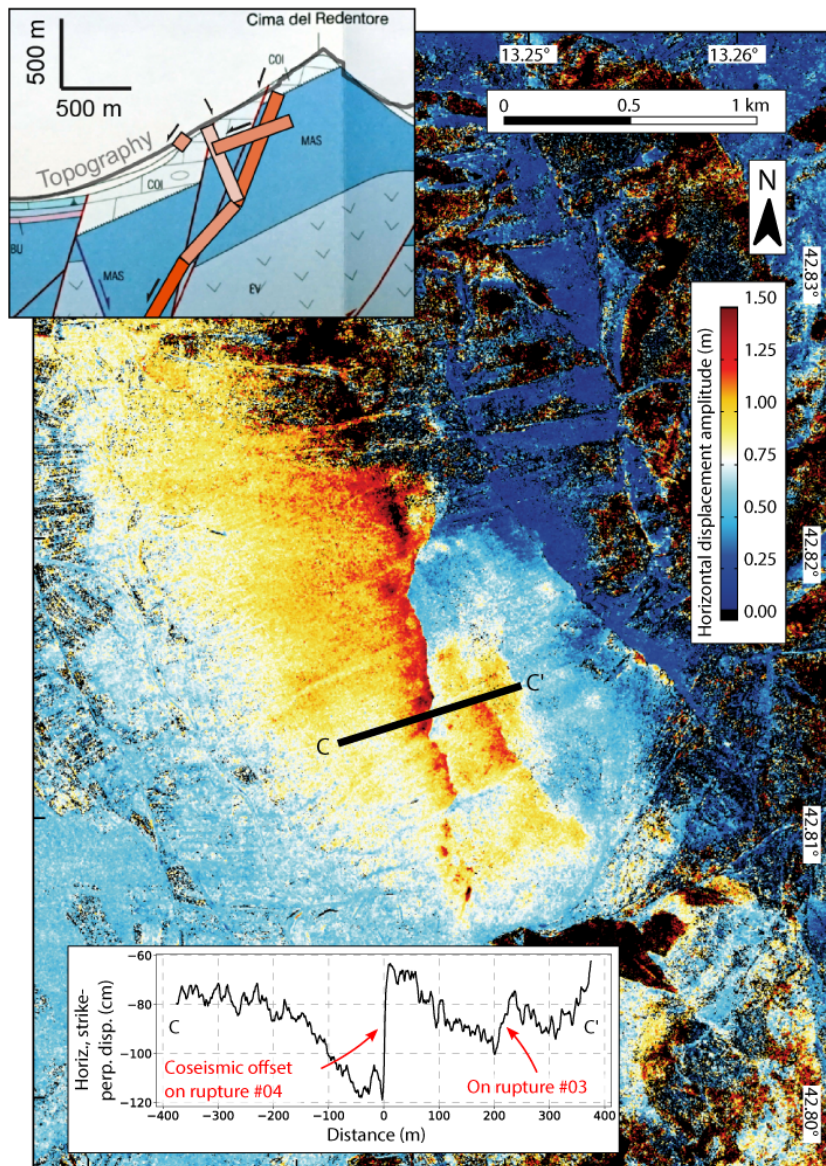 Cima del Redentore
500 m
500 m
COI
Topography
MAS
COI
BU
MAS
EV
13.25°
13.26°
0
0.5
1 km
N
42.83°
1.50
1.25
1.00
0.75
0.50
0.25
0.00
Horizontal displacement amplitude (m)
42.82°
C'
C
42.81°
−60
−80
−100
−120
Horiz., strike-
perp. disp. (cm)
C
C'
Coseismic offset
on rupture #04
On rupture #03
−400
−300
−200
−100
0
100
200
300
400
Distance (m)
42.80°